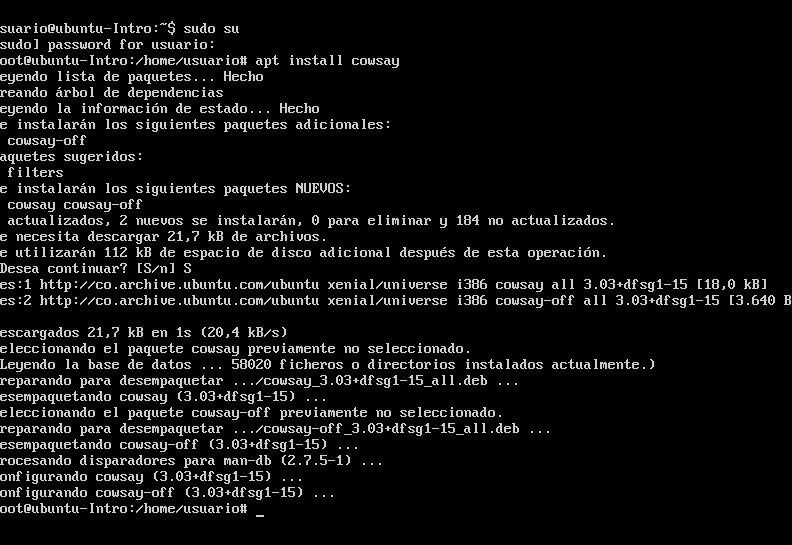 suario@ubuntu-Intro:~$ sudo su
sudo] password for usuario:
oot@ubuntu-Intro:/home/usuario# apt install cowsay
eyendo lista de paquetes... Hecho
reando árbol de dependencias
eyendo la información de estado... Hecho
e instalarán los siguientes paquetes adicionales:
 cowsay-off
aquetes sugeridos:
 filters
e instalarán los siguientes paquetes NUEVOS:
 cowsay cowsay-off
 actualizados, 2 nuevos se instalarán, 0 para eliminar y 184 no actualizados.
e necesita descargar 21,7 kB de archivos.
e utilizarán 112 kB de espacio de disco adicional después de esta operación.
Desea continuar? [S/n] S
es:1 http://co.archive.ubuntu.com/ubuntu xenial/universe i386 cowsay all 3.03+dfsg1-15 [18,0 kB]
es:2 http://co.archive.ubuntu.com/ubuntu xenial/universe i386 cowsay-off all 3.03+dfsg1-15 [3.640 B
escargados 21,7 kB en 1s (20,4 kB/s)
eleccionando el paquete cowsay previamente no seleccionado.
Leyendo la base de datos ... 58020 ficheros o directorios instalados actualmente.)
reparando para desempaquetar .../cowsay_3.03+dfsg1-15_all.deb ...
esempaquetando cowsay (3.03+dfsg1-15) ...
eleccionando el paquete cowsay-off previamente no seleccionado.
reparando para desempaquetar .../cowsay-off_3.03+dfsg1-15_all.deb ...
esempaquetando cowsay-off (3.03+dfsg1-15) ...
rocesando disparadores para man-db (2.7.5-1) ...
onfigurando cowsay (3.03+dfsg1-15) ...
onfigurando cowsay-off (3.03+dfsg1-15) ...
oot@ubuntu-Intro:/home/usuario# _